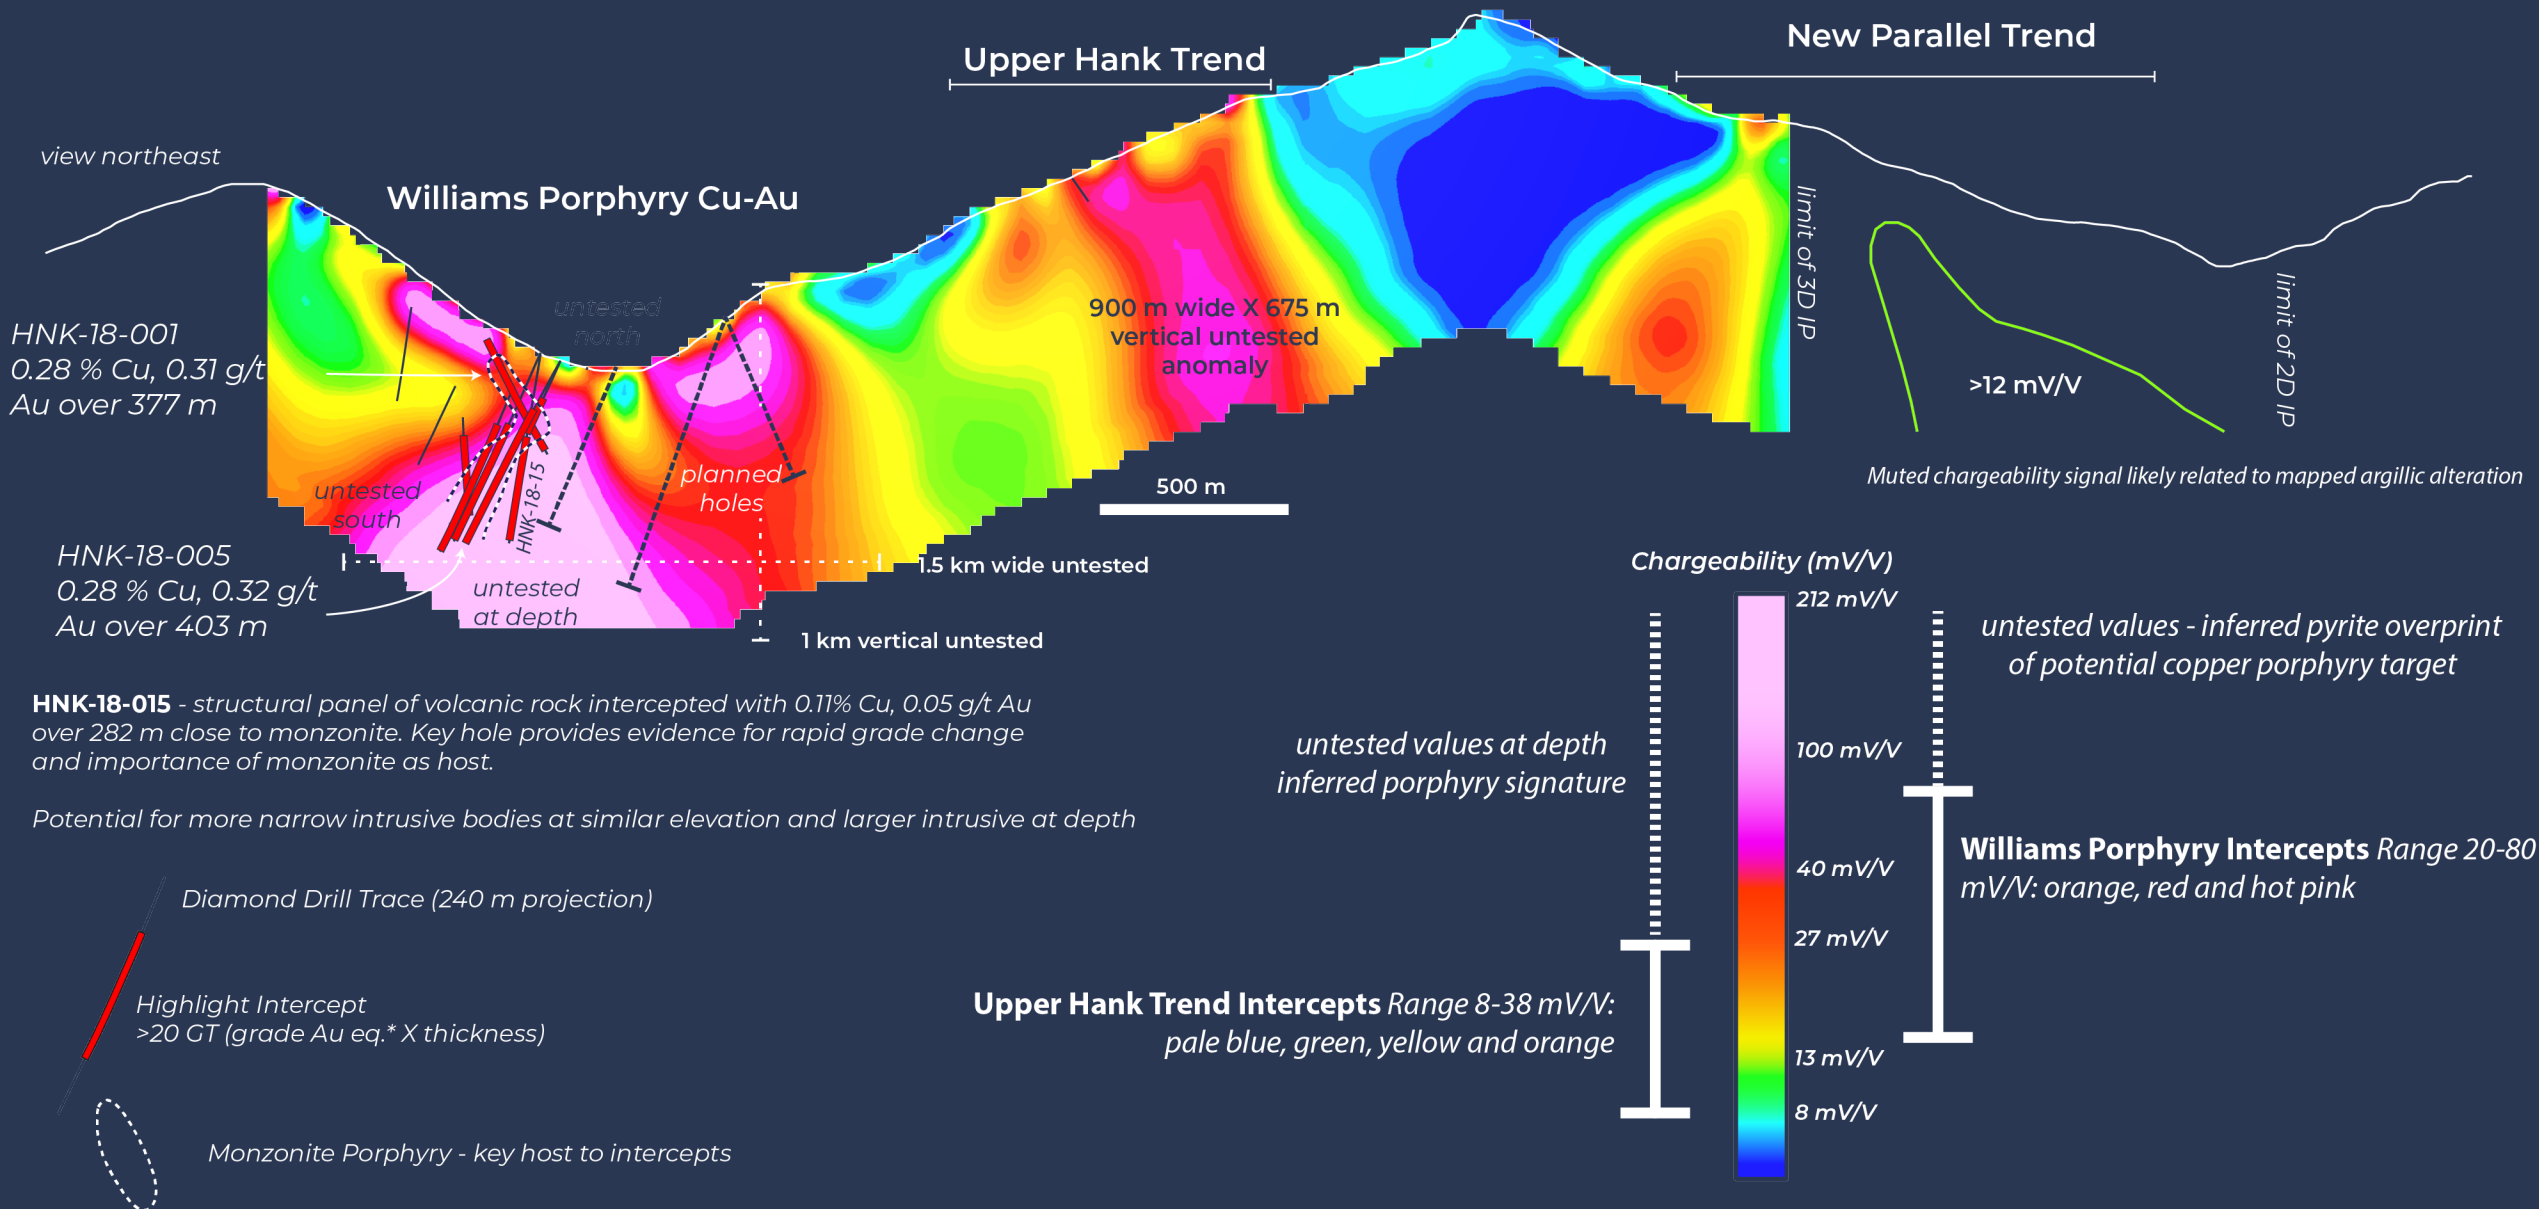 Upper Hank Trend
New Parallel Trend
view northeast
Williams Porphyry Cu-Au
untested
north
HNK-18-001
0.28 % Cu, 0.31 g/t
Au over 377 m
900 m wide X 675 m
vertical untested
anomaly
limit of 3D IP
limit of 2D IP
>12 mV/V
Muted chargeability signal likely related to mapped argillic alteration
untested
south
HNK-18-15
planned
holes
500 m
HNK-18-005
0.28 % Cu, 0.32 g/t
Au over 403 m
untested
at depth
1.5 km wide untested
1 km vertical untested
HNK-18-015 - structural panel of volcanic rock intercepted with 0.11% Cu, 0.05 g/t Au
over 282 m close to monzonite. Key hole provides evidence for rapid grade change
and importance of monzonite as host.
Potential for more narrow intrusive bodies at similar elevation and larger intrusive at depth
Diamond Drill Trace (240 m projection)
Highlight Intercept
>20 GT (grade Au eq.* X thickness)
Monzonite Porphyry - key host to intercepts
Chargeability (mV/V)
212 mV/V
100 mV/V
40 mV/V
27 mV/V
13 mV/V
8 mV/V
untested values at depth
inferred porphyry signature
Upper Hank Trend Intercepts Range 8-38 mV/V:
pale blue, green, yellow and orange
untested values - inferred pyrite overprint
of potential copper porphyry target
Williams Porphyry Intercepts Range 20-80
mV/V: orange, red and hot pink